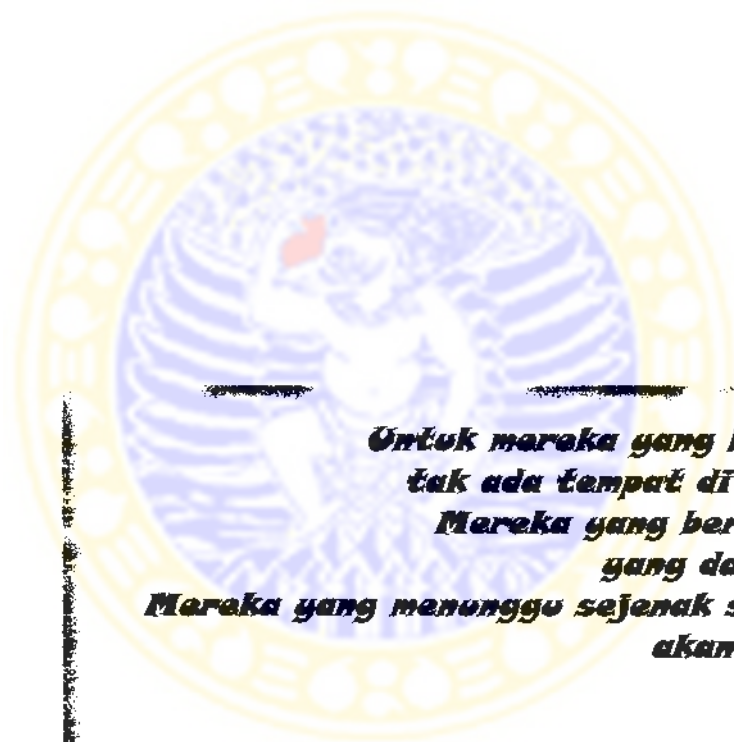 Untuk mereka yang
tak ada tempat di
Mereka yang ber
yang da
Mereka yang menunggu sejenak s
akan